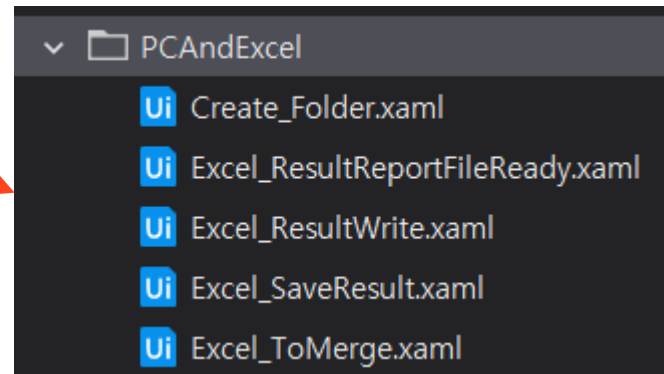 PCAndExcel
Ui Create_Folder.xaml
Ui Excel_ResultReportFileReady.xaml
Ui Excel_ResultWrite.xaml
Ui Excel_SaveResult.xaml
Ui Excel_ToMerge.xaml